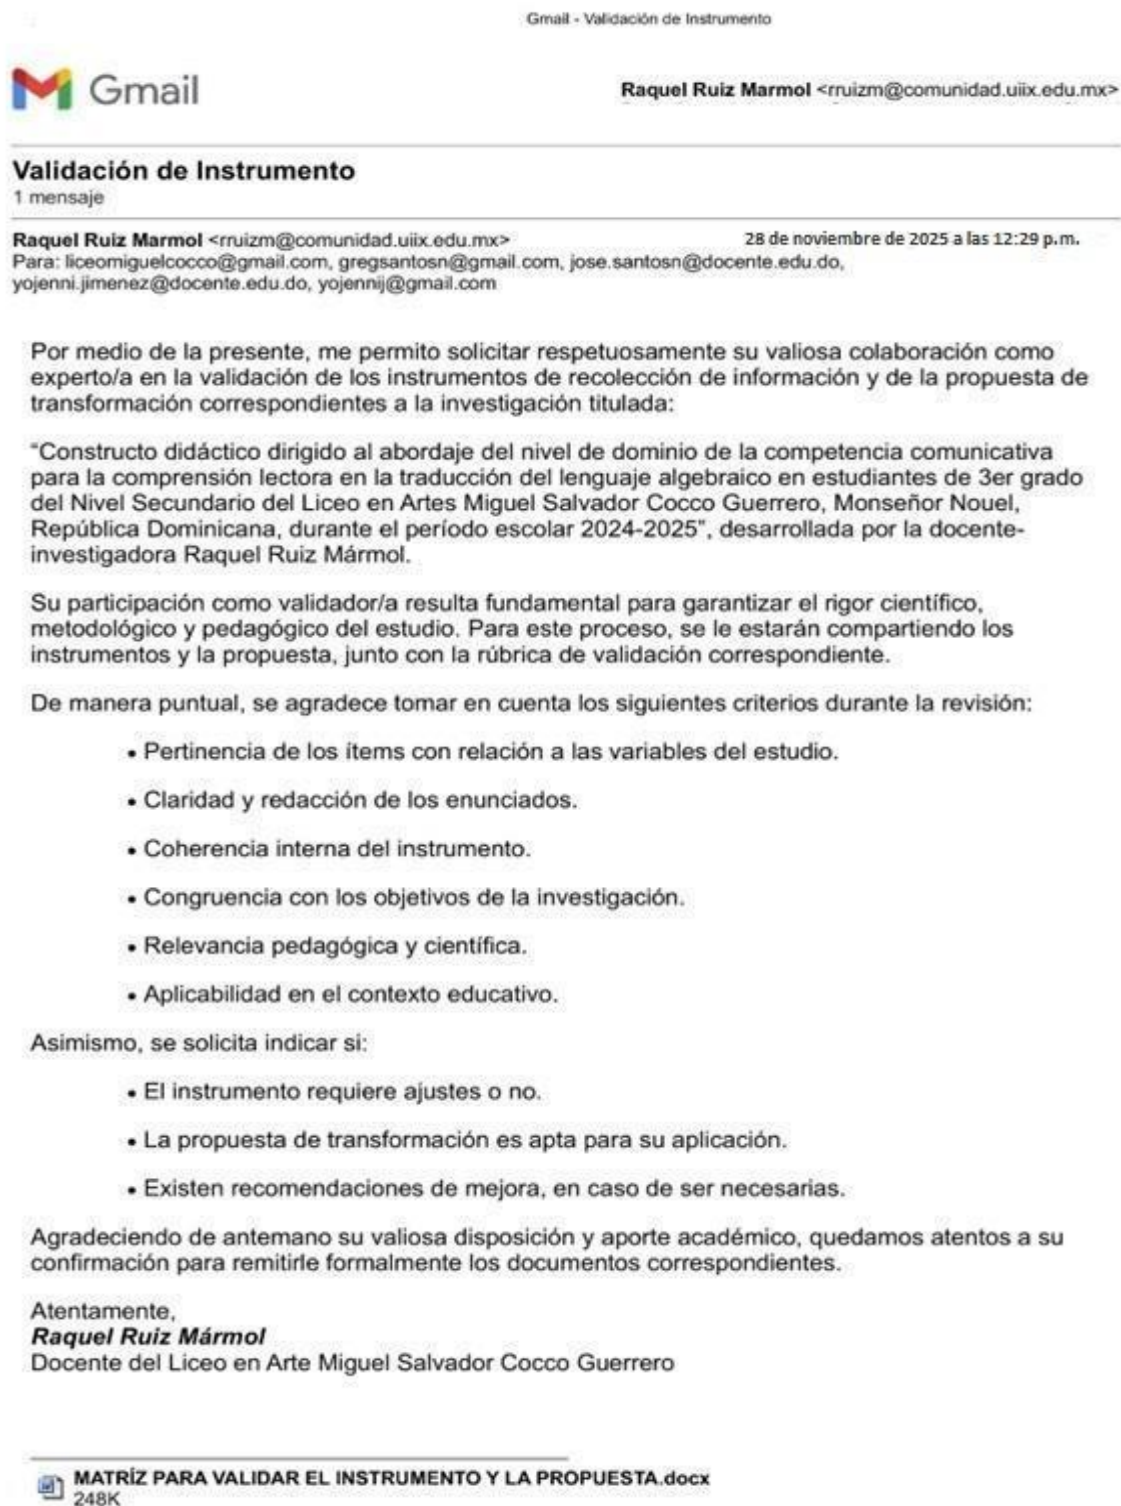 Gmail - Validación de Instrumento
Gmail
Raquel Ruiz Marmol <rruizm@comunidad.uiix.edu.mx>
Validación de Instrumento
1 mensaje
Raquel Ruiz Marmol <rruizm@comunidad.uiix.edu.mx>
28 de noviembre de 2025 a las 12:29 p.m.
Para: liceomiguelcocco@gmail.com, gregsantosn@gmail.com, jose.santosn@docente.edu.do,
yojenni.jimenez@docente.edu.do, yojennij@gmail.com
Por medio de la presente, me permito solicitar respetuosamente su valiosa colaboración como
experto/a en la validación de los instrumentos de recolección de información y de la propuesta de
transformación correspondientes a la investigación titulada:
“Constructo didáctico dirigido al abordaje del nivel de dominio de la competencia comunicativa
para la comprensión lectora en la traducción del lenguaje algebraico en estudiantes de 3er grado
del Nivel Secundario del Liceo en Artes Miguel Salvador Cocco Guerrero, Monseñor Nouel,
República Dominicana, durante el período escolar 2024-2025”, desarrollada por la docente-
investigadora Raquel Ruiz Mármol.
Su participación como validador/a resulta fundamental para garantizar el rigor científico,
metodológico y pedagógico del estudio. Para este proceso, se le estarán compartiendo los
instrumentos y la propuesta, junto con la rúbrica de validación correspondiente.
De manera puntual, se agradece tomar en cuenta los siguientes criterios durante la revisión:
• Pertinencia de los ítems con relación a las variables del estudio.
• Claridad y redacción de los enunciados.
• Coherencia interna del instrumento.
• Congruencia con los objetivos de la investigación.
• Relevancia pedagógica y científica.
• Aplicabilidad en el contexto educativo.
Asimismo, se solicita indicar si:
• El instrumento requiere ajustes o no.
• La propuesta de transformación es apta para su aplicación.
• Existen recomendaciones de mejora, en caso de ser necesarias.
Agradeciendo de antemano su valiosa disposición y aporte académico, quedamos atentos a su
confirmación para remitirle formalmente los documentos correspondientes.
Atentamente,
Raquel Ruiz Mármol
Docente del Liceo en Arte Miguel Salvador Cocco Guerrero
MATRÍZ PARA VALIDAR EL INSTRUMENTO Y LA PROPUESTA.docx
248K